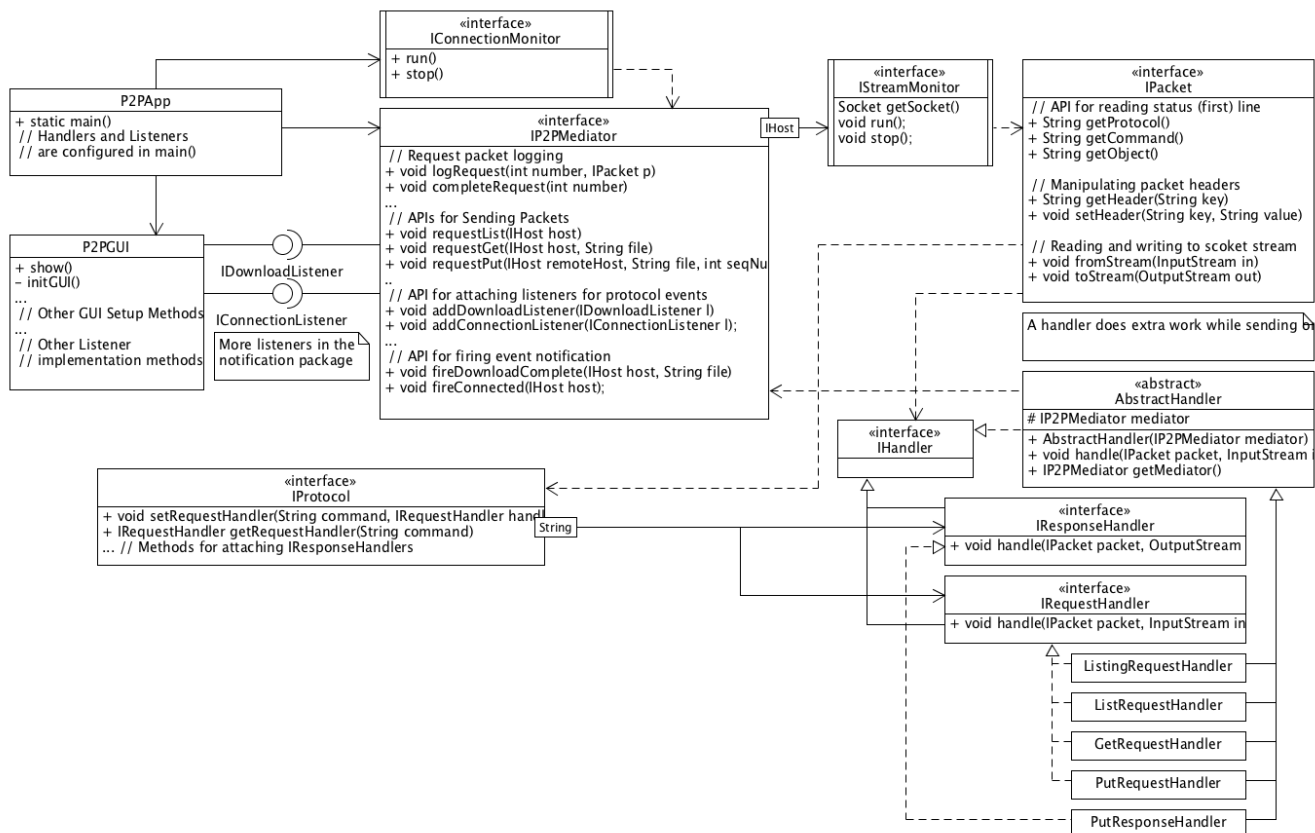 «interface»
IConnectionMonitor
+ run()
+ stop()
P2PApp
+ static main()
// Handlers and Listeners
// are configured in main()
«interface»
IP2PMediator
// Request packet logging
+ void logRequest(int number, IPacket p)
+ void completeRequest(int number)
...
// APIs for Sending Packets
+ void requestList(IHost host)
+ void requestGet(IHost host, String file)
+ void requestPut(IHost remoteHost, String file, int seqNu
..
// API for attaching listeners for protocol events
+ void addDownloadListener(IDownloadListener l)
+ void addConnectionListener(IConnectionListener l);
...
// API for firing event notification
+ void fireDownloadComplete(IHost host, String file)
+ void fireConnected(IHost host);
IHost
«interface»
IStreamMonitor
Socket getSocket()
void run();
void stop();
«interface»
IPacket
// API for reading status (first) line
+ String getProtocol()
+ String getCommand()
+ String getObject()
// Manipulating packet headers
+ String getHeader(String key)
+ void setHeader(String key, String value)
// Reading and writing to scoket stream
+ void fromStream(InputStream in)
+ void toStream(OutputStream out)
P2PGUI
+ show()
– initGUI()
...
// Other GUI Setup Methods
...
// Other Listener
// implementation methods
IDownloadListener
IConnectionListener
More listeners in the
notification package
A handler does extra work while sending or
«abstract»
AbstractHandler
# IP2PMediator mediator
+ AbstractHandler(IP2PMediator mediator)
+ void handle(IPacket packet, InputStream i
+ IP2PMediator getMediator()
«interface»
IHandler
«interface»
IProtocol
+ void setRequestHandler(String command, IRequestHandler handl
+ IRequestHandler getRequestHandler(String command)
... // Methods for attaching IResponseHandlers
String
«interface»
IResponseHandler
+ void handle(IPacket packet, OutputStream
«interface»
IRequestHandler
+ void handle(IPacket packet, InputStream in
ListingRequestHandler
ListRequestHandler
GetRequestHandler
PutRequestHandler
PutResponseHandler